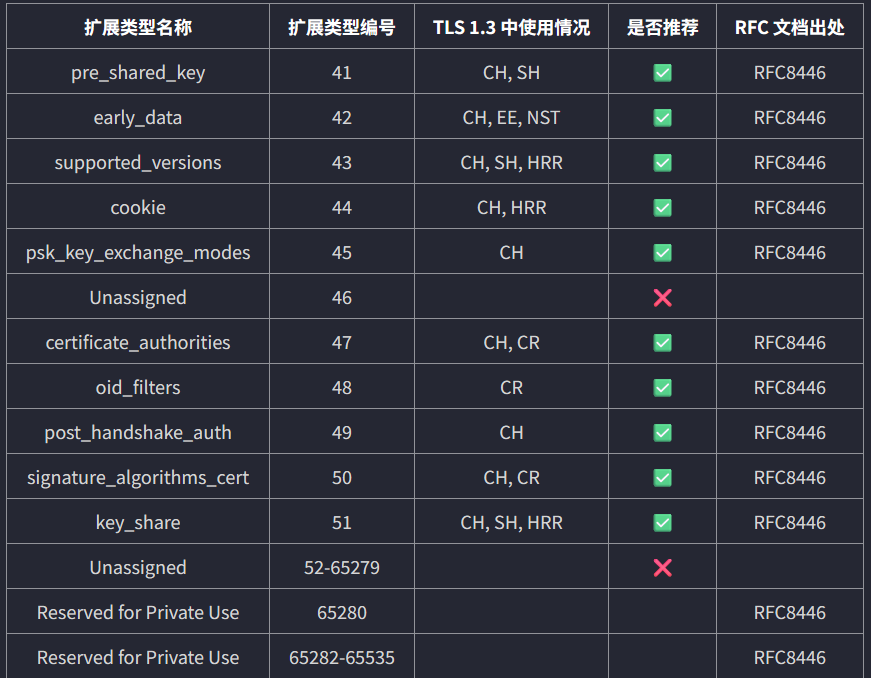 扩展类型名称 扩展类型编号 TLS 1.3 中使用情况 是否推荐 RFC 文档出处
pre_shared_key 41 CH, SH ✅ RFC8446
early_data 42 CH, EE, NST ✅ RFC8446
supported_versions 43 CH, SH, HRR ✅ RFC8446
cookie 44 CH, HRR ✅ RFC8446
psk_key_exchange_modes 45 CH ✅ RFC8446
Unassigned 46 ❌
certificate_authorities 47 CH, CR ✅ RFC8446
oid_filters 48 CR ✅ RFC8446
post_handshake_auth 49 CH ✅ RFC8446
signature_algorithms_cert 50 CH, CR ✅ RFC8446
key_share 51 CH, SH, HRR ✅ RFC8446
Unassigned 52-65279 ❌
Reserved for Private Use 65280 RFC8446
Reserved for Private Use 65282-65535 RFC8446